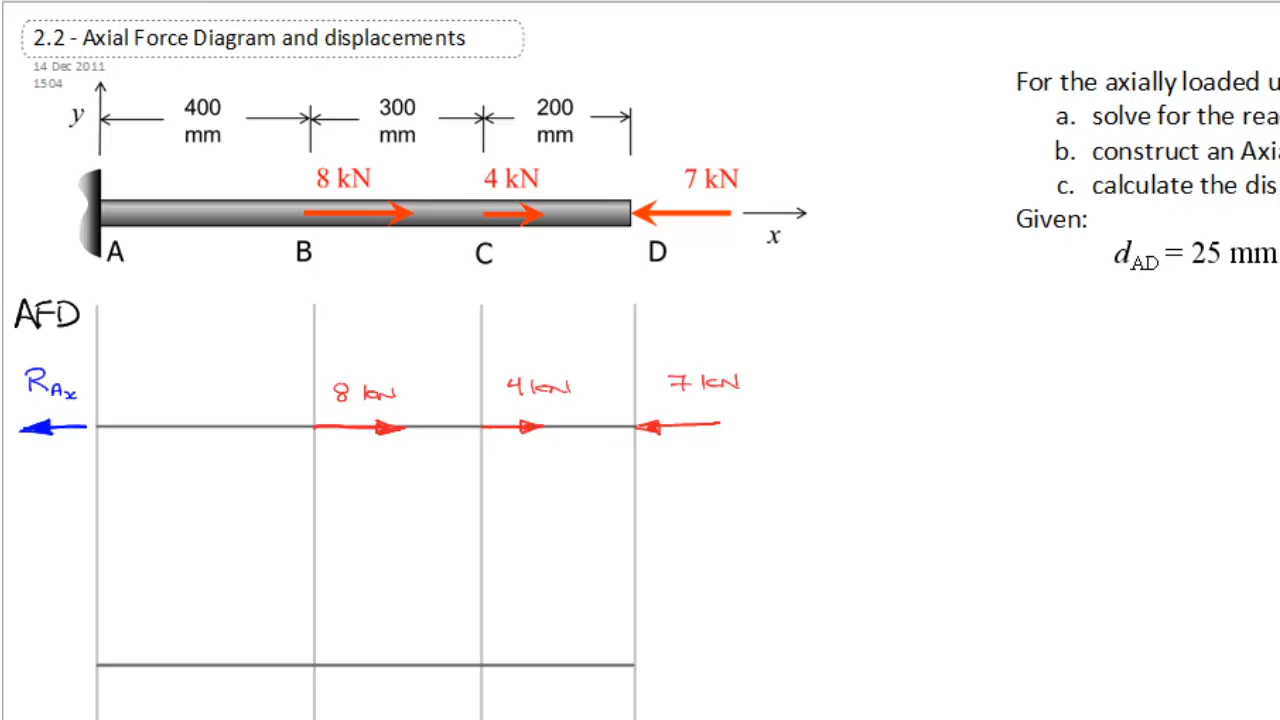 2.2 - Axial Force Diagram and displacements
14 Dec 2011
1504
y
400 mm
300 mm
200 mm
8 kN
4 kN
7 kN
x
A
B
C
D
For the axially loaded u
a. solve for the rea
b. construct an Axi
c. calculate the dis
Given:
dAD = 25 mm
AFD
RAx
8 kN
4 kN
7 kN